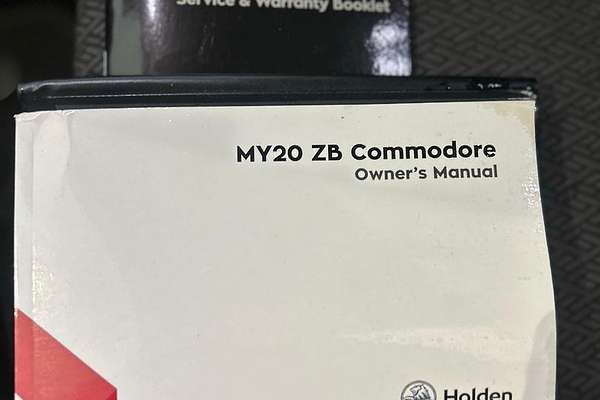 Service & Warranty Booklet
MY20 ZB Commodore
Owner's Manual
Holden